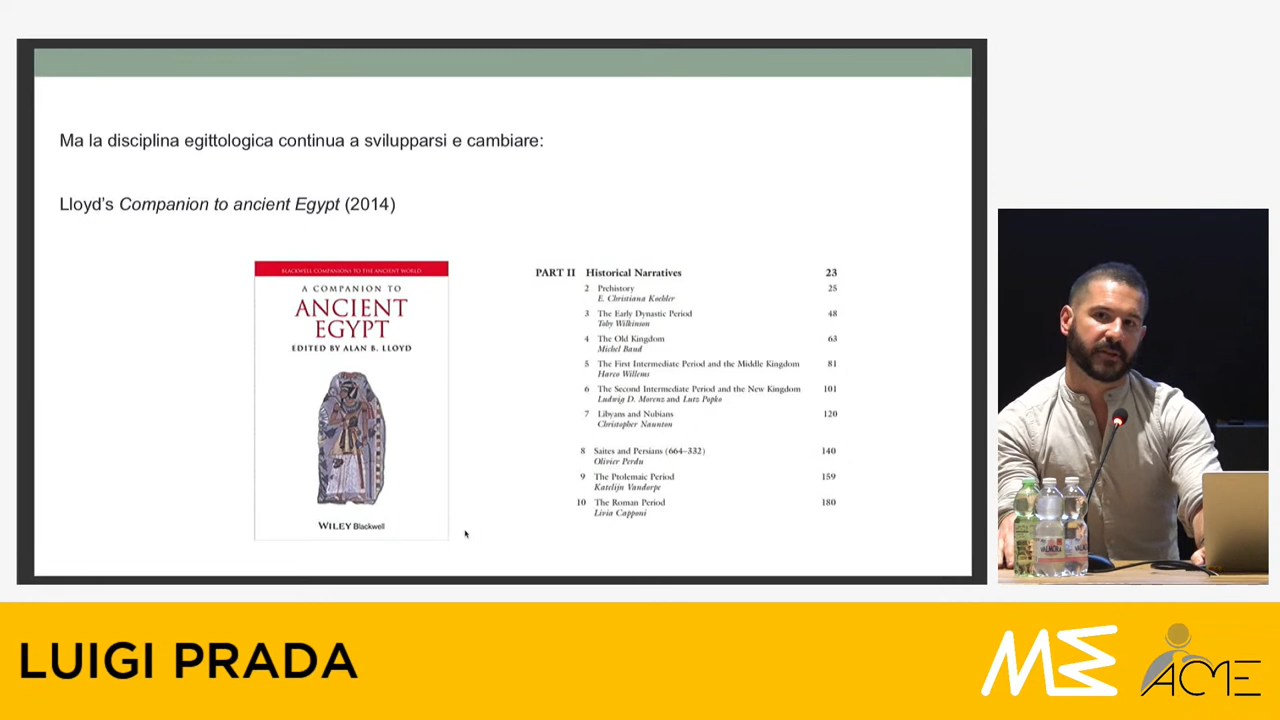 Ma la disciplina egittologica continua a svilupparsi e cambiare:
Lloyd's Companion to ancient Egypt (2014)
BLACKWELL COMPANIONS TO THE ANCIENT WORLD
A COMPANION TO
ANCIENT
EGYPT
EDITED BY ALAN B. LLOYD
WILEY Blackwell
PART II Historical Narratives 23
2 Prehistory 25
E. Christiana Koehler
3 The Early Dynastic Period 48
Toby Wilkinson
4 The Old Kingdom 63
Michel Baud
5 The First Intermediate Period and the Middle Kingdom 81
Harco Willems
6 The Second Intermediate Period and the New Kingdom 101
Ludwig D. Morenz and Lutz Popko
7 Libyans and Nubians 120
Christopher Naunton
8 Saites and Persians (664–332) 140
Olivier Perdu
9 The Ptolemaic Period 159
Katelijn Vandorpe
10 The Roman Period 180
Livia Capponi
VALMORA
LUIGI PRADA
ME
ACME